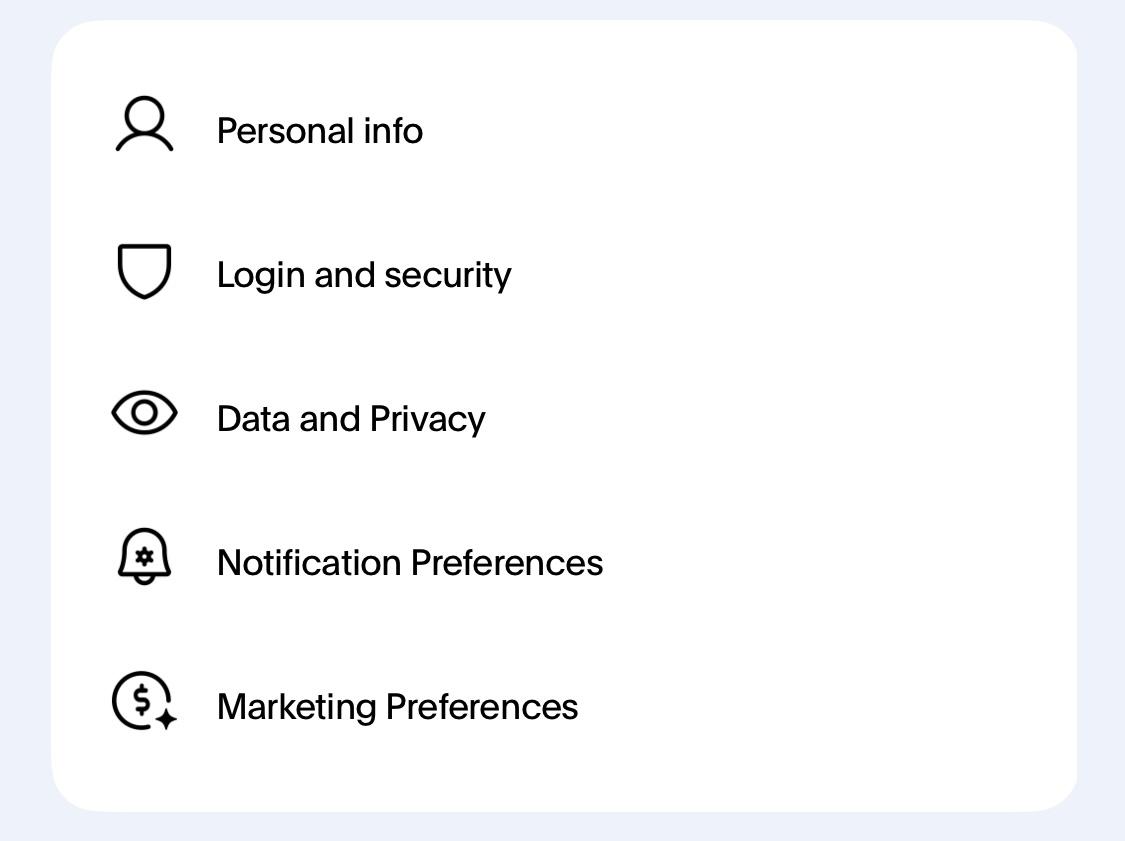 Personal info
Login and security
Data and Privacy
Notification Preferences
Marketing Preferences